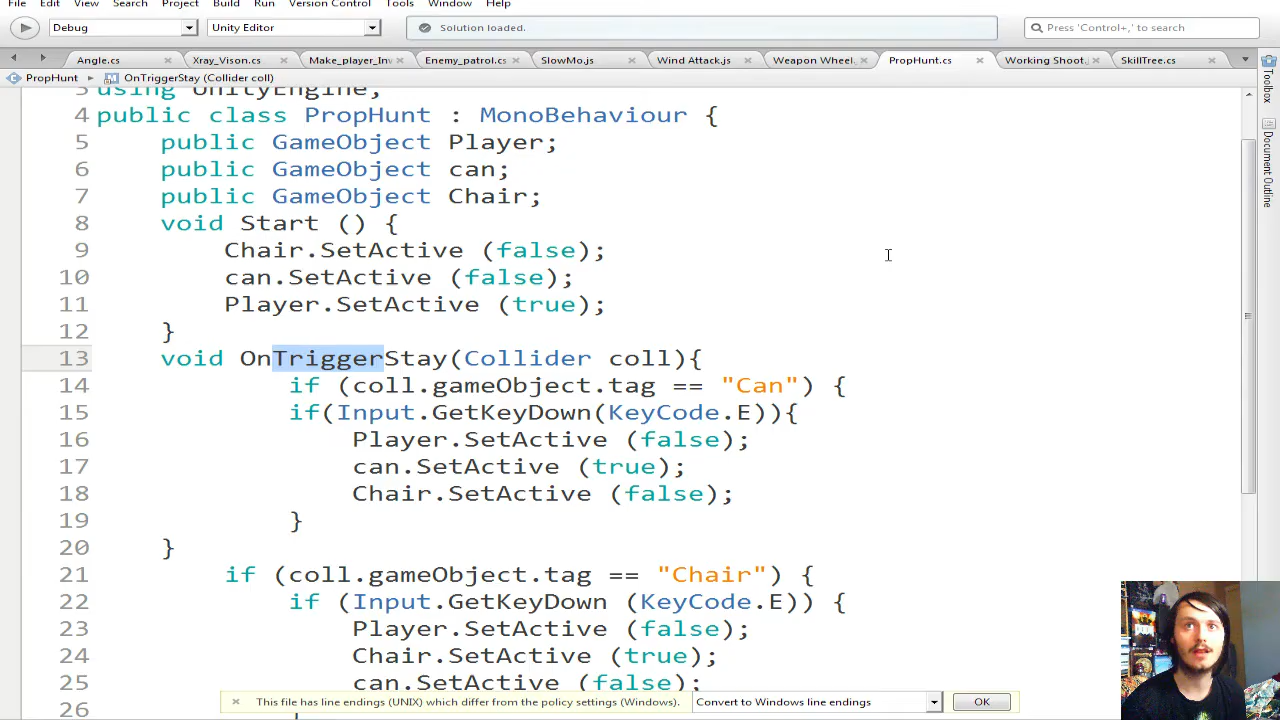 File Edit View Search Project Build Run Version Control Tools Window Help
Debug Unity Editor Solution loaded. Press 'Control+,' to search
Angle.cs Xray_Vison.cs Make_player_Inv Enemy_patrol.cs SlowMo.js Wind Attack.js Weapon Wheel. PropHunt.cs Working Shoot. SkillTree.cs
PropHunt OnTriggerStay (Collider coll)
Toolbox
Document Outline
3 using UnityEngine;
4 public class PropHunt : MonoBehaviour {
5 public GameObject Player;
6 public GameObject can;
7 public GameObject Chair;
8 void Start () {
9 Chair.SetActive (false);
10 can.SetActive (false);
11 Player.SetActive (true);
12 }
13 void OnTriggerStay(Collider coll){
14 if (coll.gameObject.tag == "Can") {
15 if(Input.GetKeyDown(KeyCode.E)){
16 Player.SetActive (false);
17 can.SetActive (true);
18 Chair.SetActive (false);
19 }
20 }
21 if (coll.gameObject.tag == "Chair") {
22 if (Input.GetKeyDown (KeyCode.E)) {
23 Player.SetActive (false);
24 Chair.SetActive (true);
25 can.SetActive (false);
26
This file has line endings (UNIX) which differ from the policy settings (Windows). Convert to Windows line endings OK